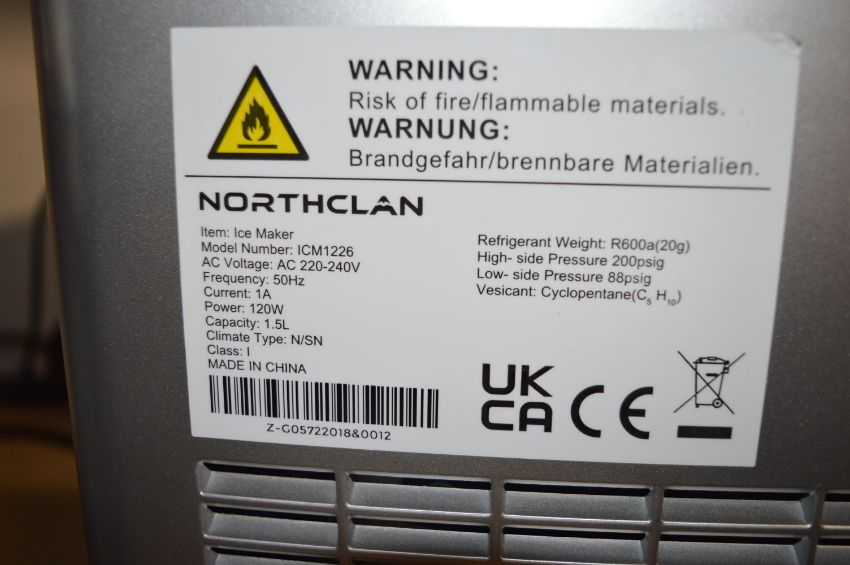 WARNING:
Risk of fire/flammable materials.
WARNUNG:
Brandgefahr/brennbare Materialien.
NORTHCLAN
Item: Ice Maker
Model Number: ICM1226
AC Voltage: AC 220-240V
Frequency: 50Hz
Current: 1A
Power: 120W
Capacity: 1.5L
Climate Type: N/SN
Class: I
MADE IN CHINA
Refrigerant Weight: R600a(20g)
High- side Pressure 200psig
Low- side Pressure 88psig
Vesicant: Cyclopentane(C5 H10)
Z-G05722018&0012
UK
CA CE